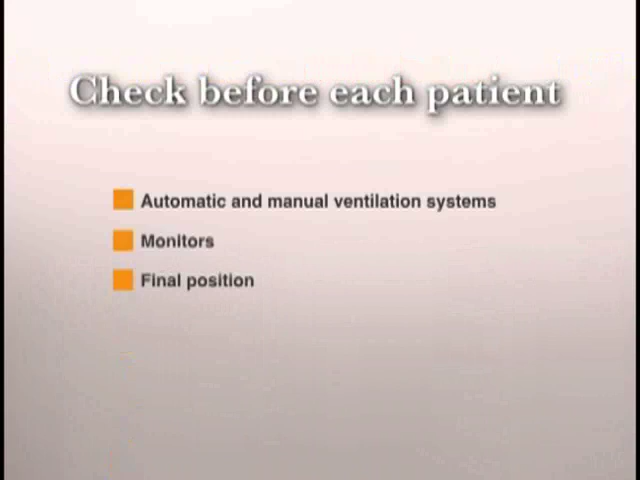 Check before each patient
Automatic and manual ventilation systems
Monitors
Final position